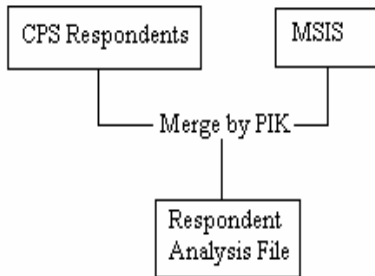 CPS Respondents
MSIS
Merge by PIK
Respondent
Analysis File